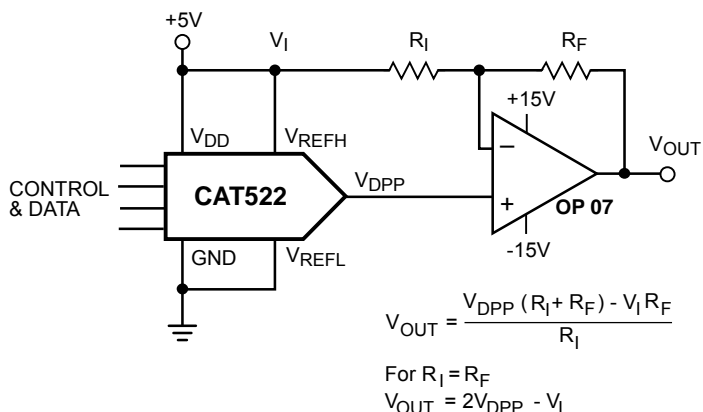 +5V
V_I R_I R_F
+15V
V_DD V_REFH
V_OUT
−
CONTROL
& DATA
CAT522
V_DPP
+
OP 07
-15V
GND V_REFL
V_OUT = V_DPP (R_I + R_F) - V_I R_F / R_I
For R_I = R_F
V_OUT = 2V_DPP - V_I